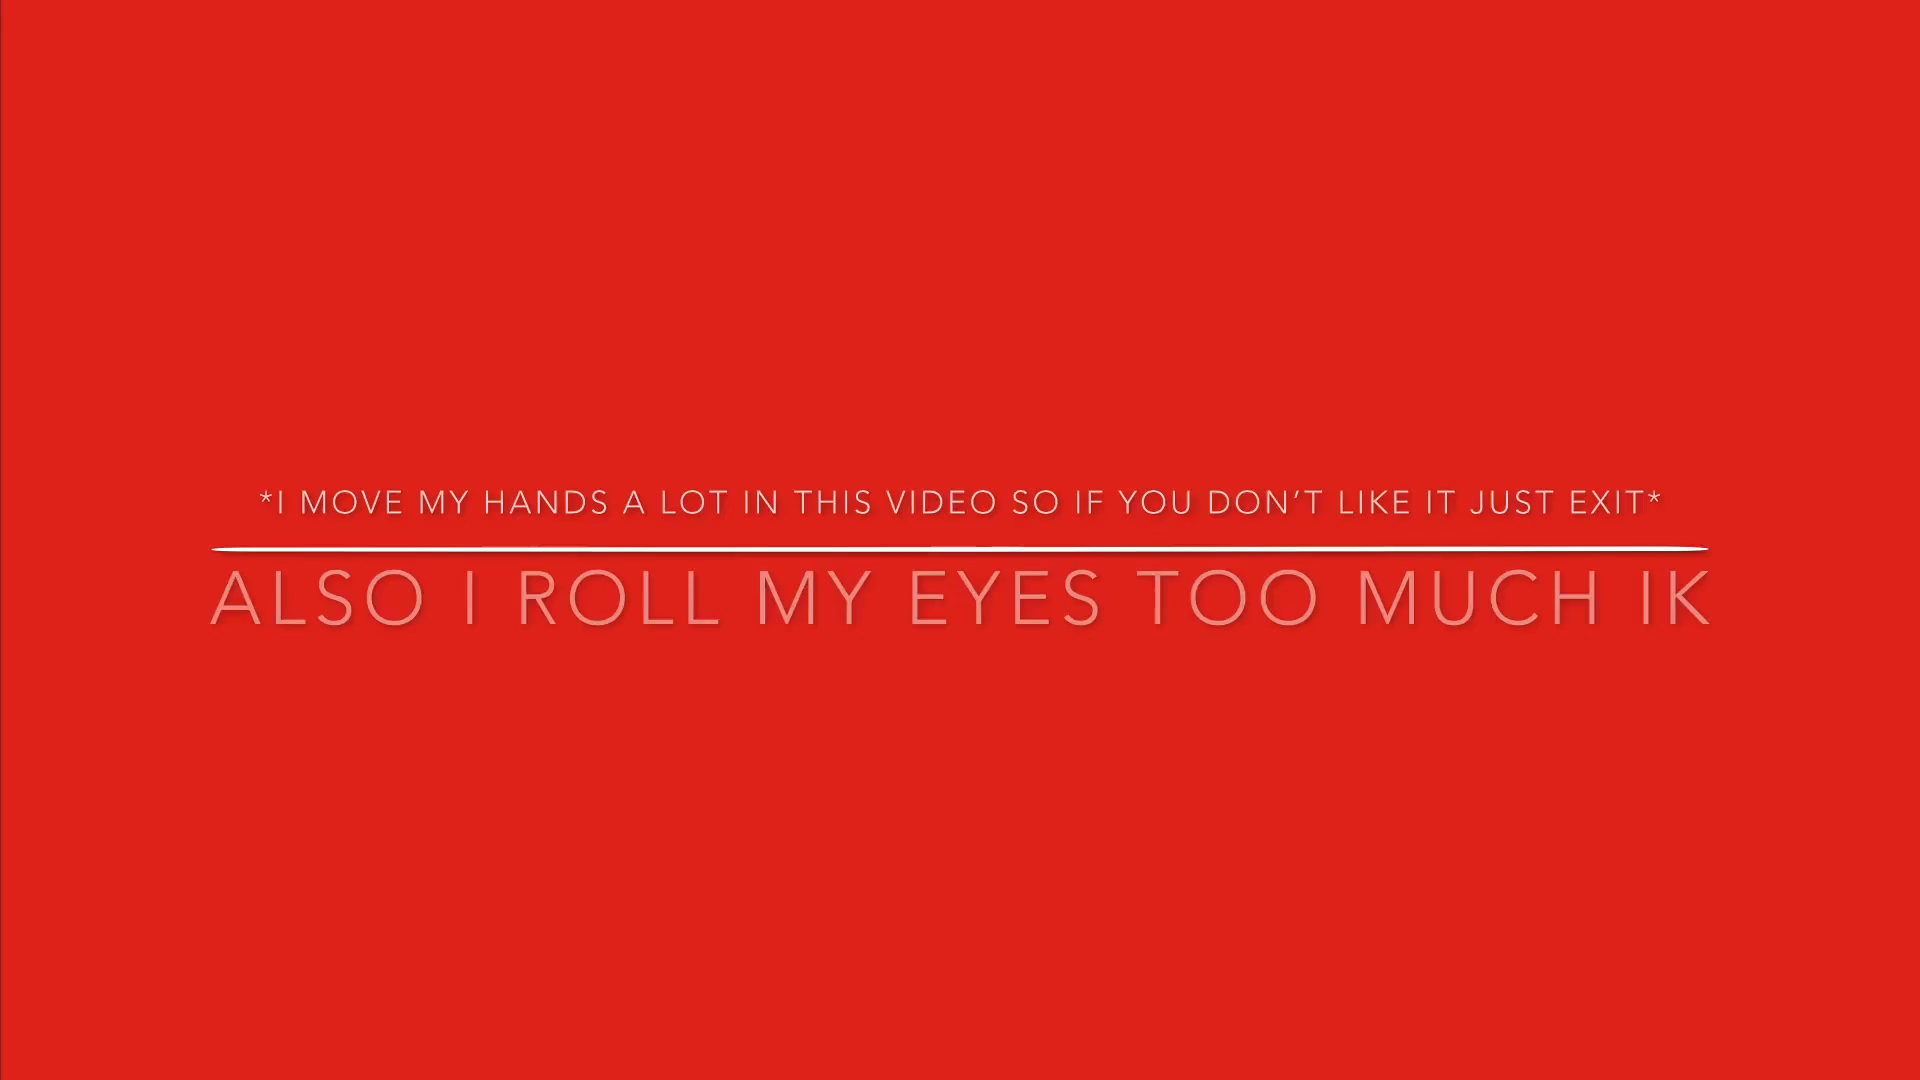 *I MOVE MY HANDS A LOT IN THIS VIDEO SO IF YOU DON’T LIKE IT JUST EXIT*
ALSO I ROLL MY EYES TOO MUCH IK